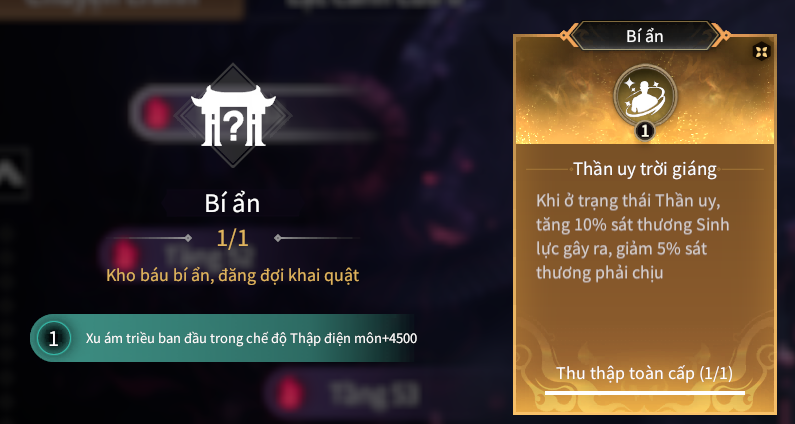 Bí ẩn
1/1
Kho báu bí ẩn, đăng đợi khai quật
1 Xu ám triều ban đầu trong chế độ Thập điện môn+4500
Tầng 53
Bí ẩn
1
Thần uy trời giáng
Khi ở trạng thái Thần uy,
tăng 10% sát thương Sinh
lực gây ra, giảm 5% sát
thương phải chịu
Thu thập toàn cấp (1/1)